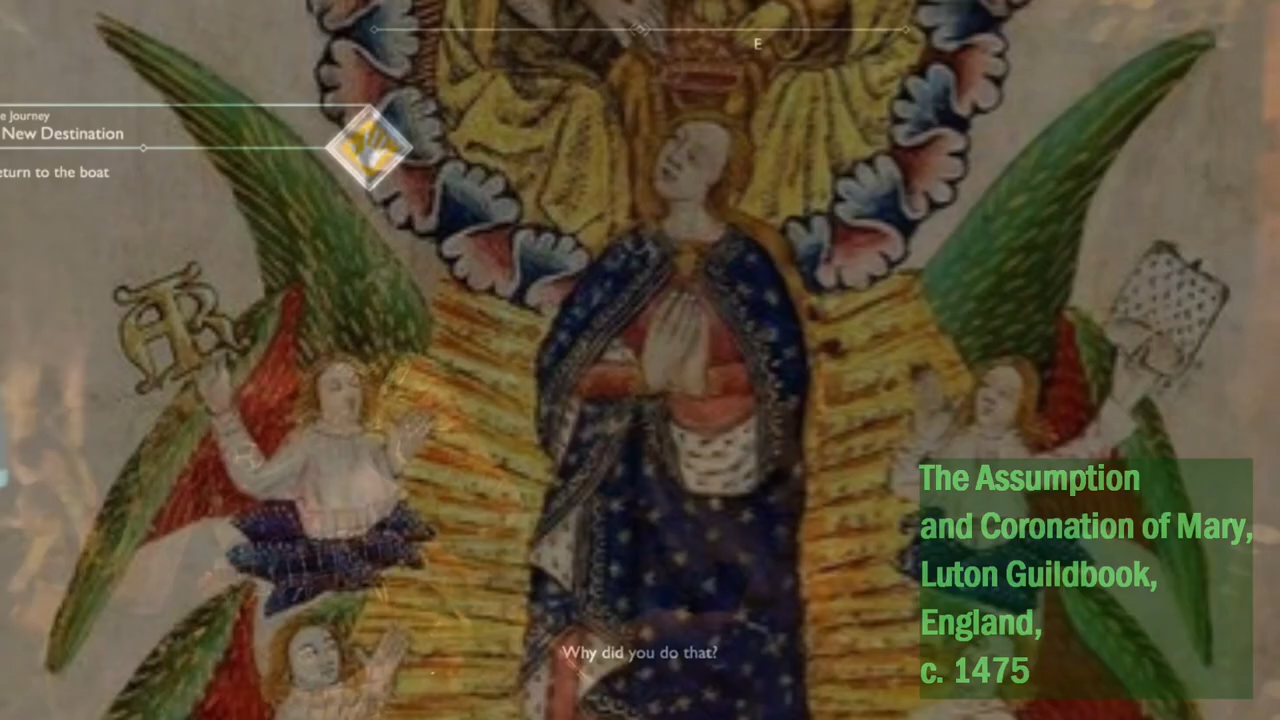 E
e Journey
New Destination
eturn to the boat
The Assumption
and Coronation of Mary,
Luton Guildbook,
England,
c. 1475
Why did you do that?